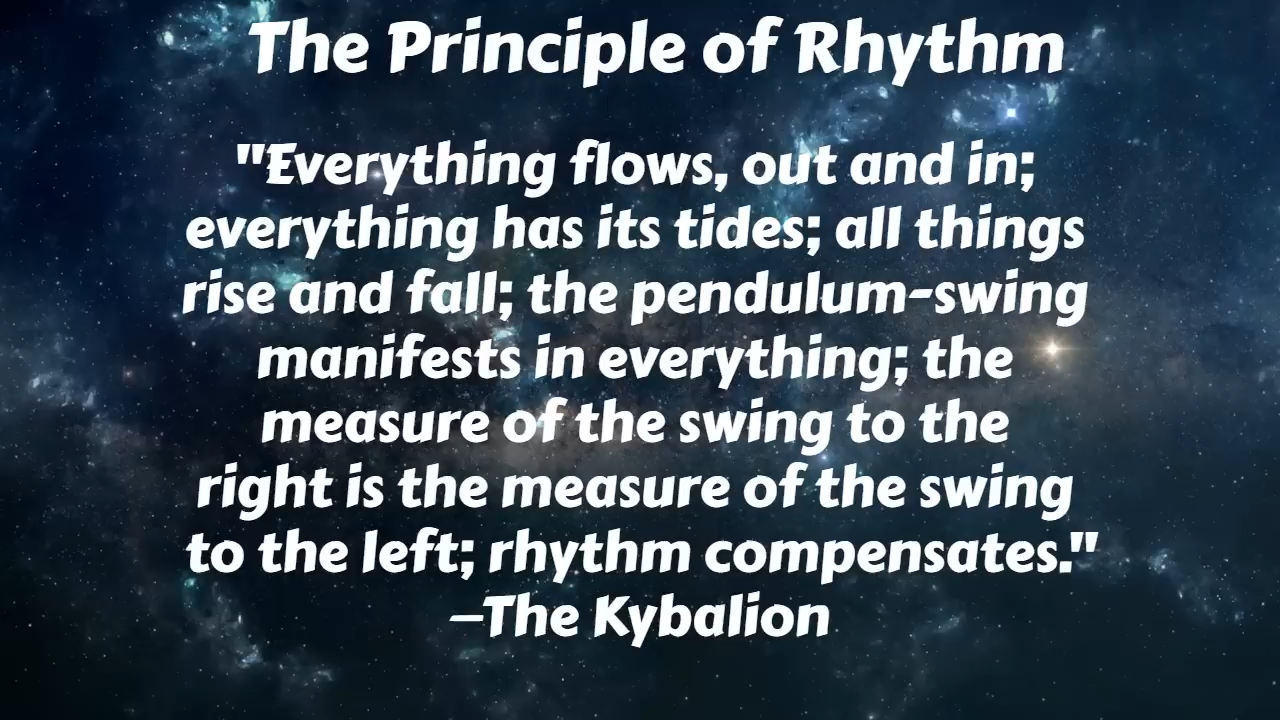 The Principle of Rhythm
"Everything flows, out and in;
everything has its tides; all things
rise and fall; the pendulum-swing
manifests in everything; the
measure of the swing to the
right is the measure of the swing
to the left; rhythm compensates."
—The Kybalion